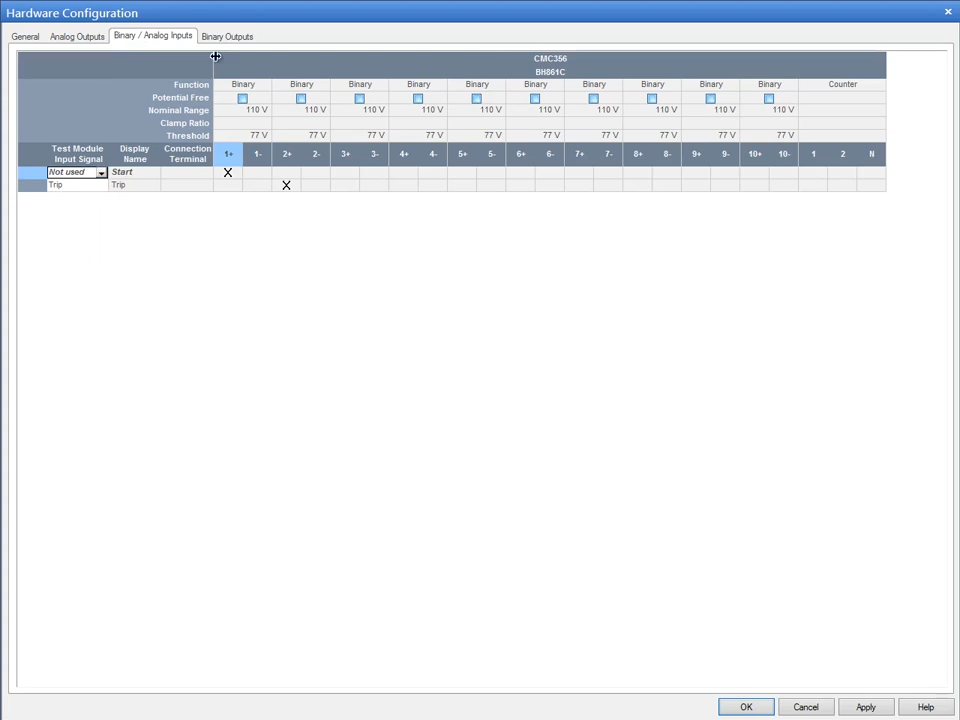 Hardware Configuration
General Analog Outputs Binary / Analog Inputs Binary Outputs
CMC356
BH861C
Function Binary Binary Binary Binary Binary Binary Binary Binary Binary Binary Counter
Potential Free
Nominal Range 110 V 110 V 110 V 110 V 110 V 110 V 110 V 110 V 110 V 110 V
Clamp Ratio
Threshold 77 V 77 V 77 V 77 V 77 V 77 V 77 V 77 V 77 V 77 V
Test Module Input Signal Display Name Connection Terminal 1+ 1- 2+ 2- 3+ 3- 4+ 4- 5+ 5- 6+ 6- 7+ 7- 8+ 8- 9+ 9- 10+ 10- 1 2 N
Not used Start X
Trip Trip X
OK Cancel Apply Help